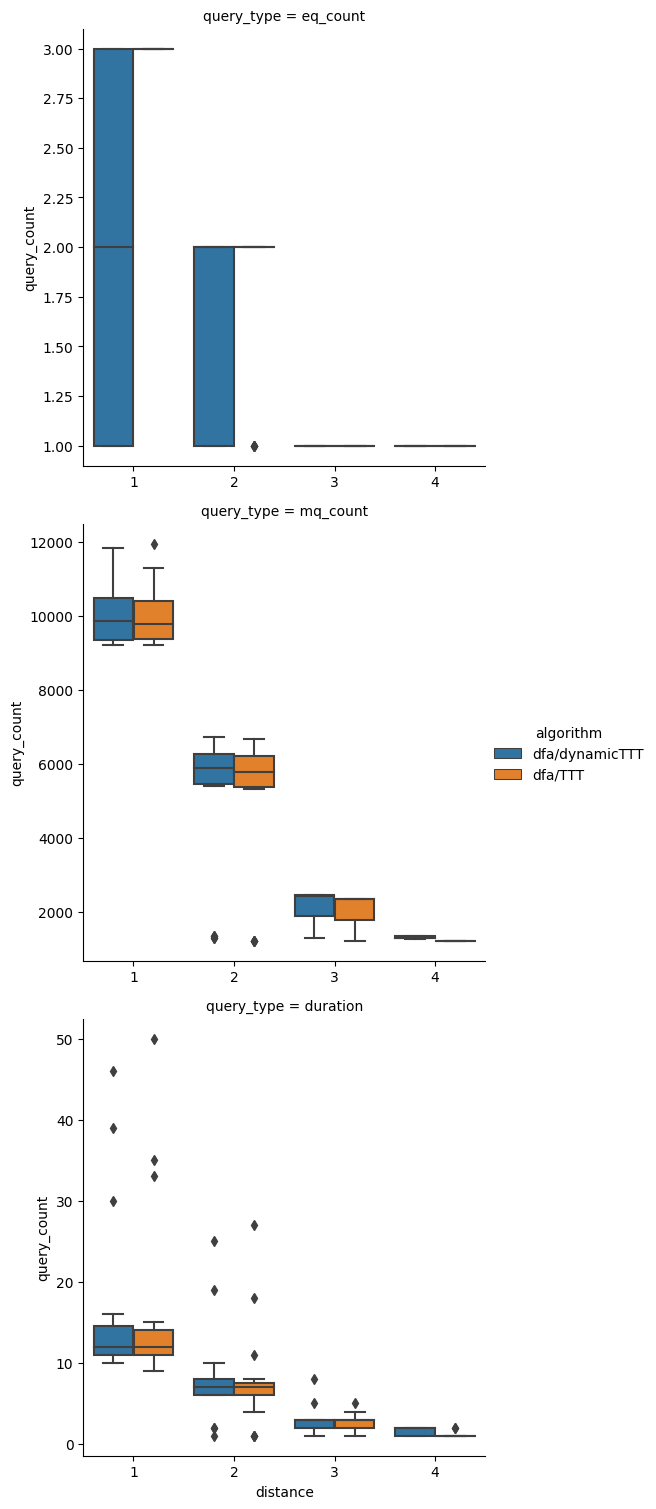 query_type = eq_count
3.00
2.75
2.50
2.25
2.00
1.75
1.50
1.25
1.00
query_count
1 2 3 4
query_type = mq_count
12000
10000
8000
6000
4000
2000
query_count
1 2 3 4
algorithm
dfa/dynamicTTT
dfa/TTT
query_type = duration
50
40
30
20
10
0
query_count
1 2 3 4
distance